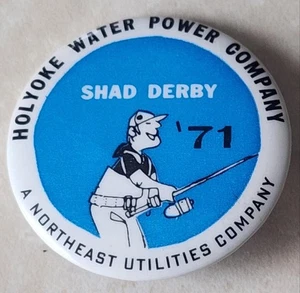 HOLYOKE WATER POWER COMPANY
SHAD DERBY
'71
A NORTHEAST UTILITIES COMPANY